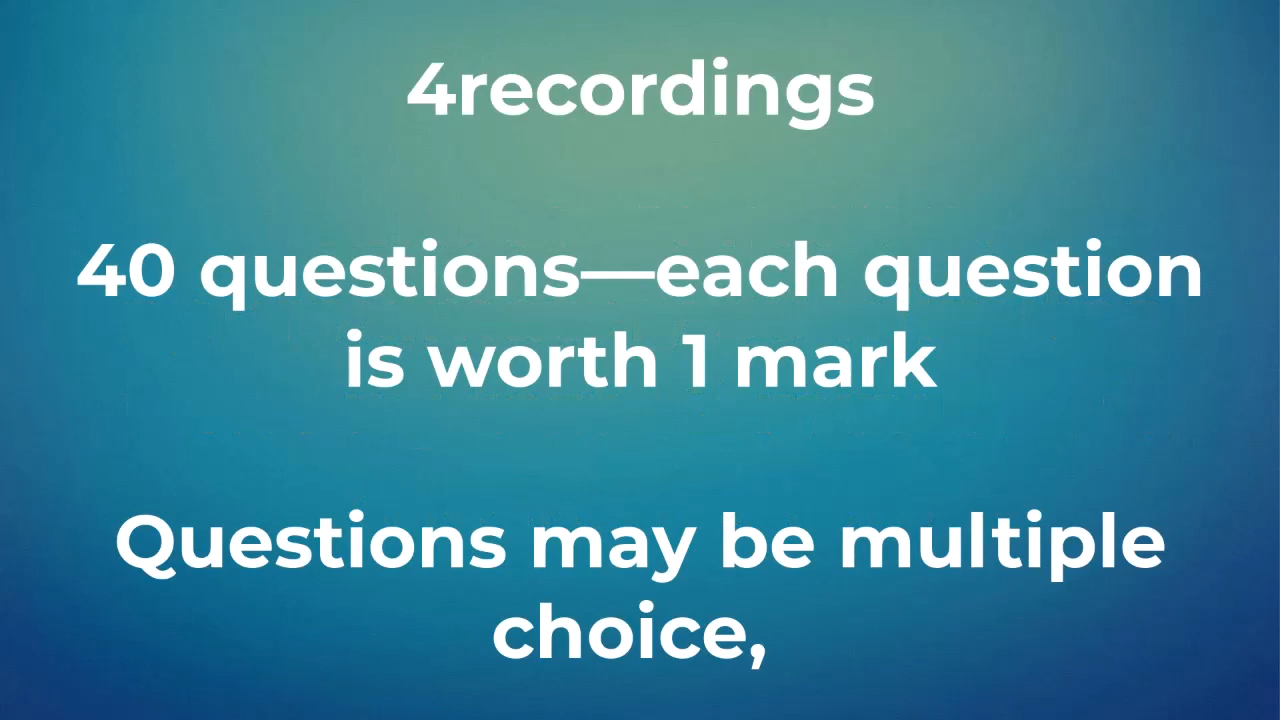 4recordings
40 questions—each question
is worth 1 mark
Questions may be multiple
choice,